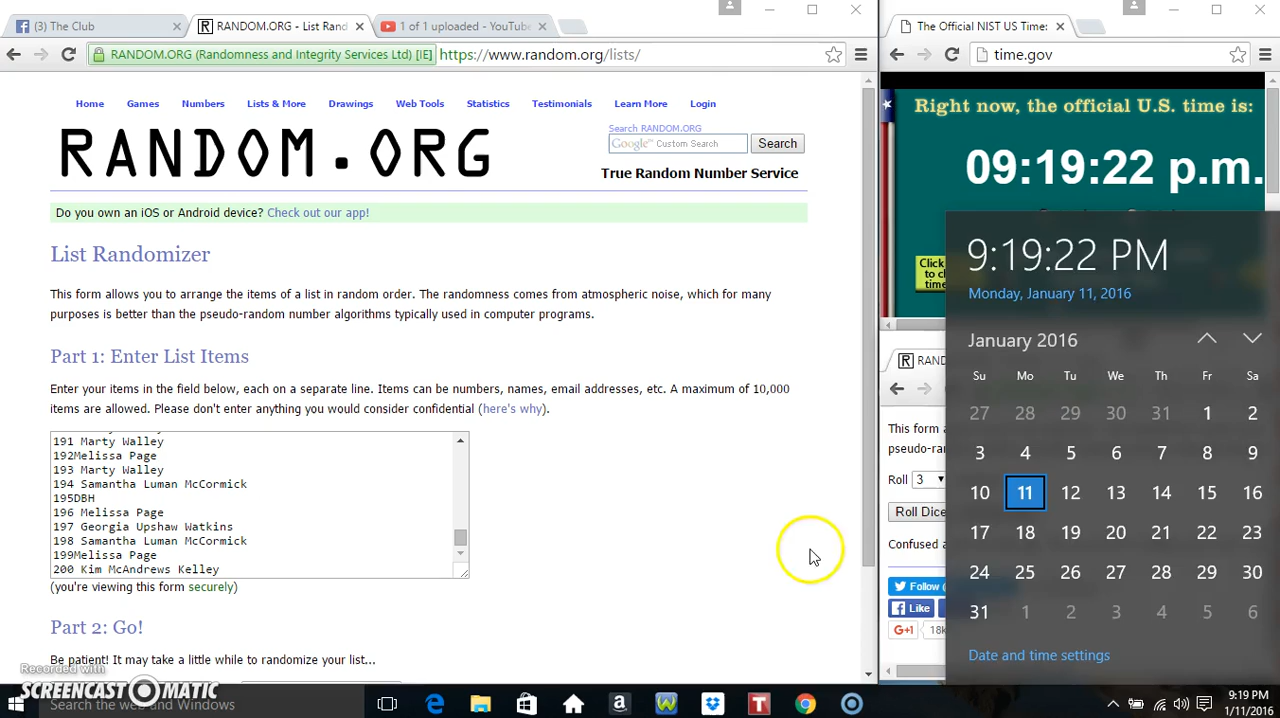 (3) The Club
RANDOM.ORG - List Rand
1 of 1 uploaded - YouTube
RANDOM.ORG (Randomness and Integrity Services Ltd) [IE]
https://www.random.org/lists/
Home Games Numbers Lists & More Drawings Web Tools Statistics Testimonials Learn More Login
RANDOM.ORG
Search RANDOM.ORG
Google™ Custom Search
Search
True Random Number Service
Do you own an iOS or Android device? Check out our app!
List Randomizer
This form allows you to arrange the items of a list in random order. The randomness comes from atmospheric noise, which for many
purposes is better than the pseudo-random number algorithms typically used in computer programs.
Part 1: Enter List Items
Enter your items in the field below, each on a separate line. Items can be numbers, names, email addresses, etc. A maximum of 10,000
items are allowed. Please don't enter anything you would consider confidential (here's why).
191 Marty Walley
192Melissa Page
193 Marty Walley
194 Samantha Luman McCormick
195DBH
196 Melissa Page
197 Georgia Upshaw Watkins
198 Samantha Luman McCormick
199Melissa Page
200 Kim McAndrews Kelley
(you're viewing this form securely)
Part 2: Go!
Be patient! It may take a little while to randomize your list...
Recorded with
SCREENCAST-O-MATIC
Search the web and Windows
The Official NIST US Time:
time.gov
Right now, the official U.S. time is:
09:19:22 p.m.
Click
to cl
time
RAND
This form a
pseudo-ra
Roll 3
Roll Dice
Confused a
Follow (
Like
G+1 18k
9:19:22 PM
Monday, January 11, 2016
January 2016
Su Mo Tu We Th Fr Sa
27 28 29 30 31 1 2
3 4 5 6 7 8 9
10 11 12 13 14 15 16
17 18 19 20 21 22 23
24 25 26 27 28 29 30
31 1 2 3 4 5 6
Date and time settings
9:19 PM
1/11/2016